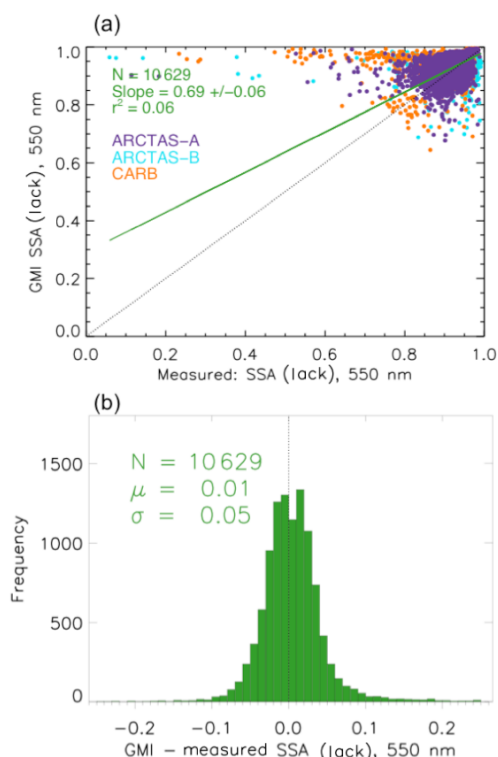 (a)
1.0
N = 10629
Slope = 0.69 +/-0.06
r² = 0.06
0.8
ARCTAS-A
ARCTAS-B
CARB
0.6
0.4
0.2
0.0
GMI SSA (lack), 550 nm
0.0 0.2 0.4 0.6 0.8 1.0
Measured: SSA (lack), 550 nm
(b)
1500
N = 10629
μ = 0.01
σ = 0.05
1000
500
0
Frequency
-0.2 -0.1 0.0 0.1 0.2
GMI - measured SSA (lack), 550 nm